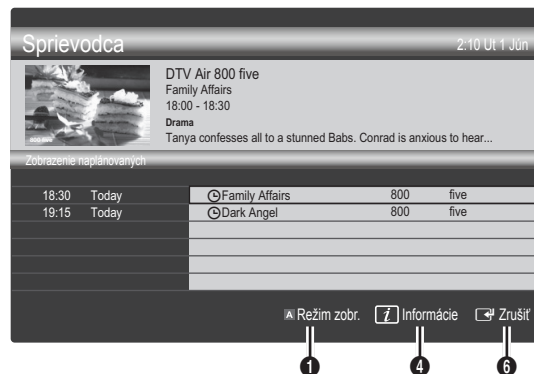 Sprievodca 2:10 Ut 1 Jún
DTV Air 800 five
Family Affairs
18:00 - 18:30
Drama
Tanya confesses all to a stunned Babs. Conrad is anxious to hear...
800 five
Zobrazenie naplánovaných
18:30 Today Family Affairs 800 five
19:15 Today Dark Angel 800 five
A Režim zobr. i Informácie Zrušiť
1 4 6